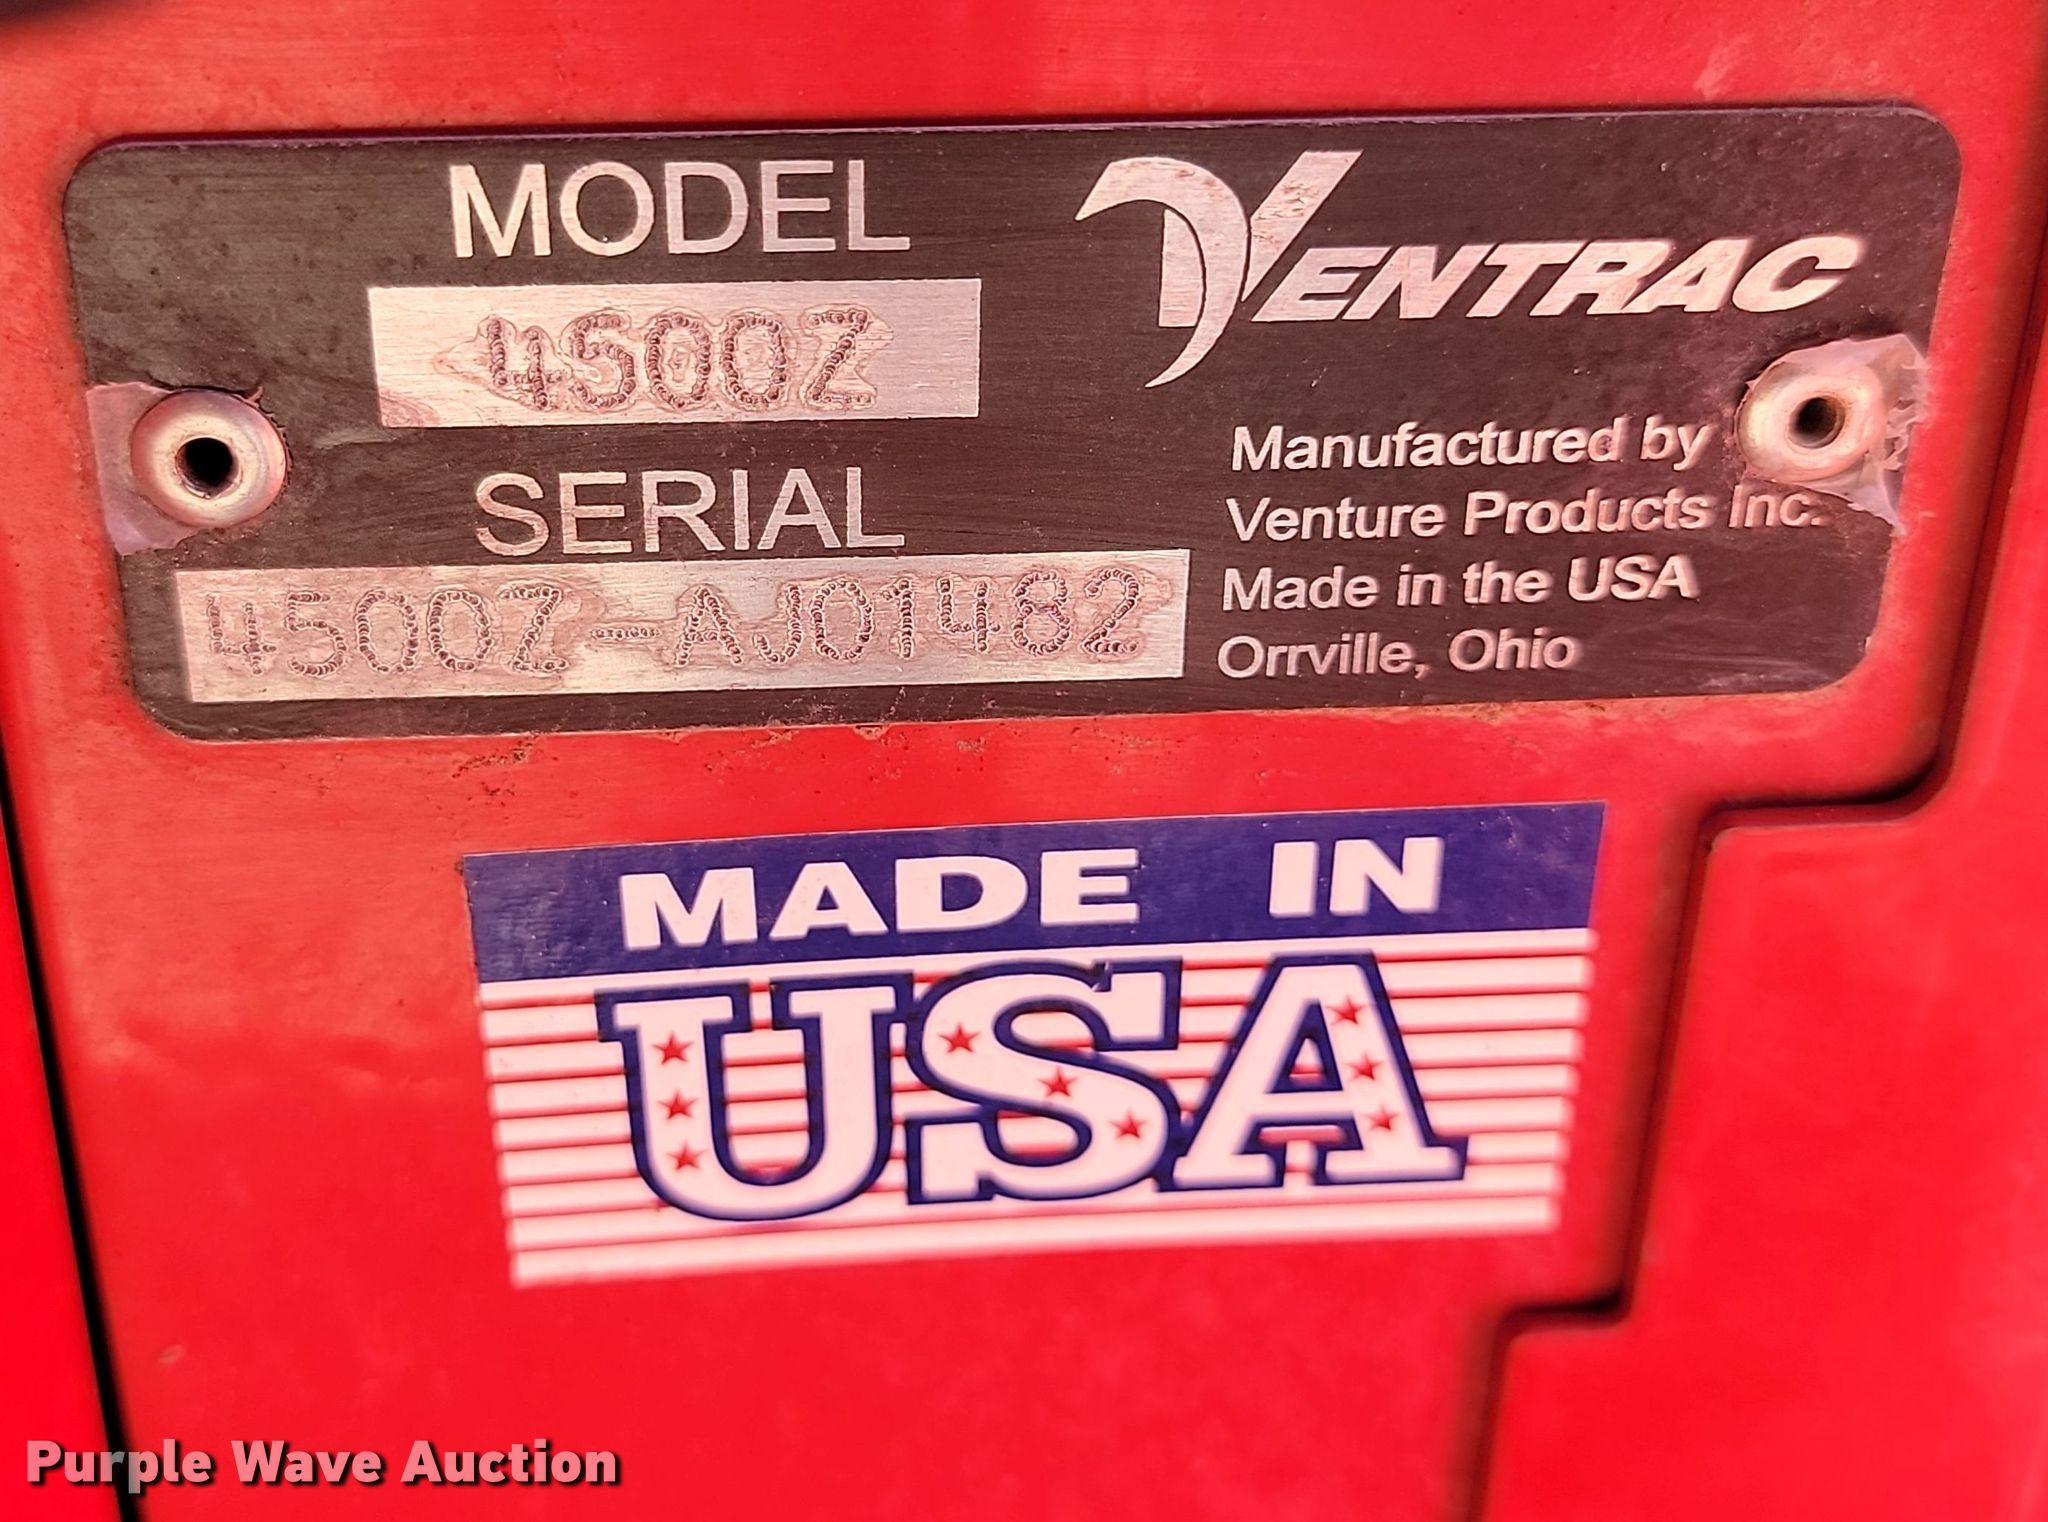 MODEL
4500Z
SERIAL
4500Z-AJ01482
VENTRAC
Manufactured by
Venture Products Inc.
Made in the USA
Orrville, Ohio
MADE IN
USA
Purple Wave Auction